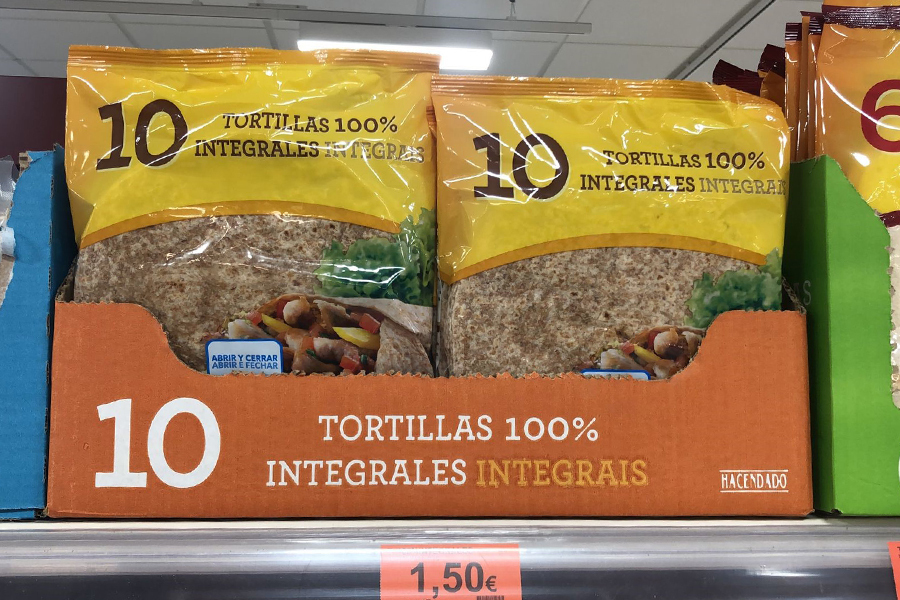 10
TORTILLAS 100%
INTEGRALES INTEGRAIS
ABRIR Y CERRAR
ABRIR E FECHAR
10
TORTILLAS 100%
INTEGRALES INTEGRAIS
6
10
TORTILLAS 100%
INTEGRALES INTEGRAIS
HACENDADO
1,50€